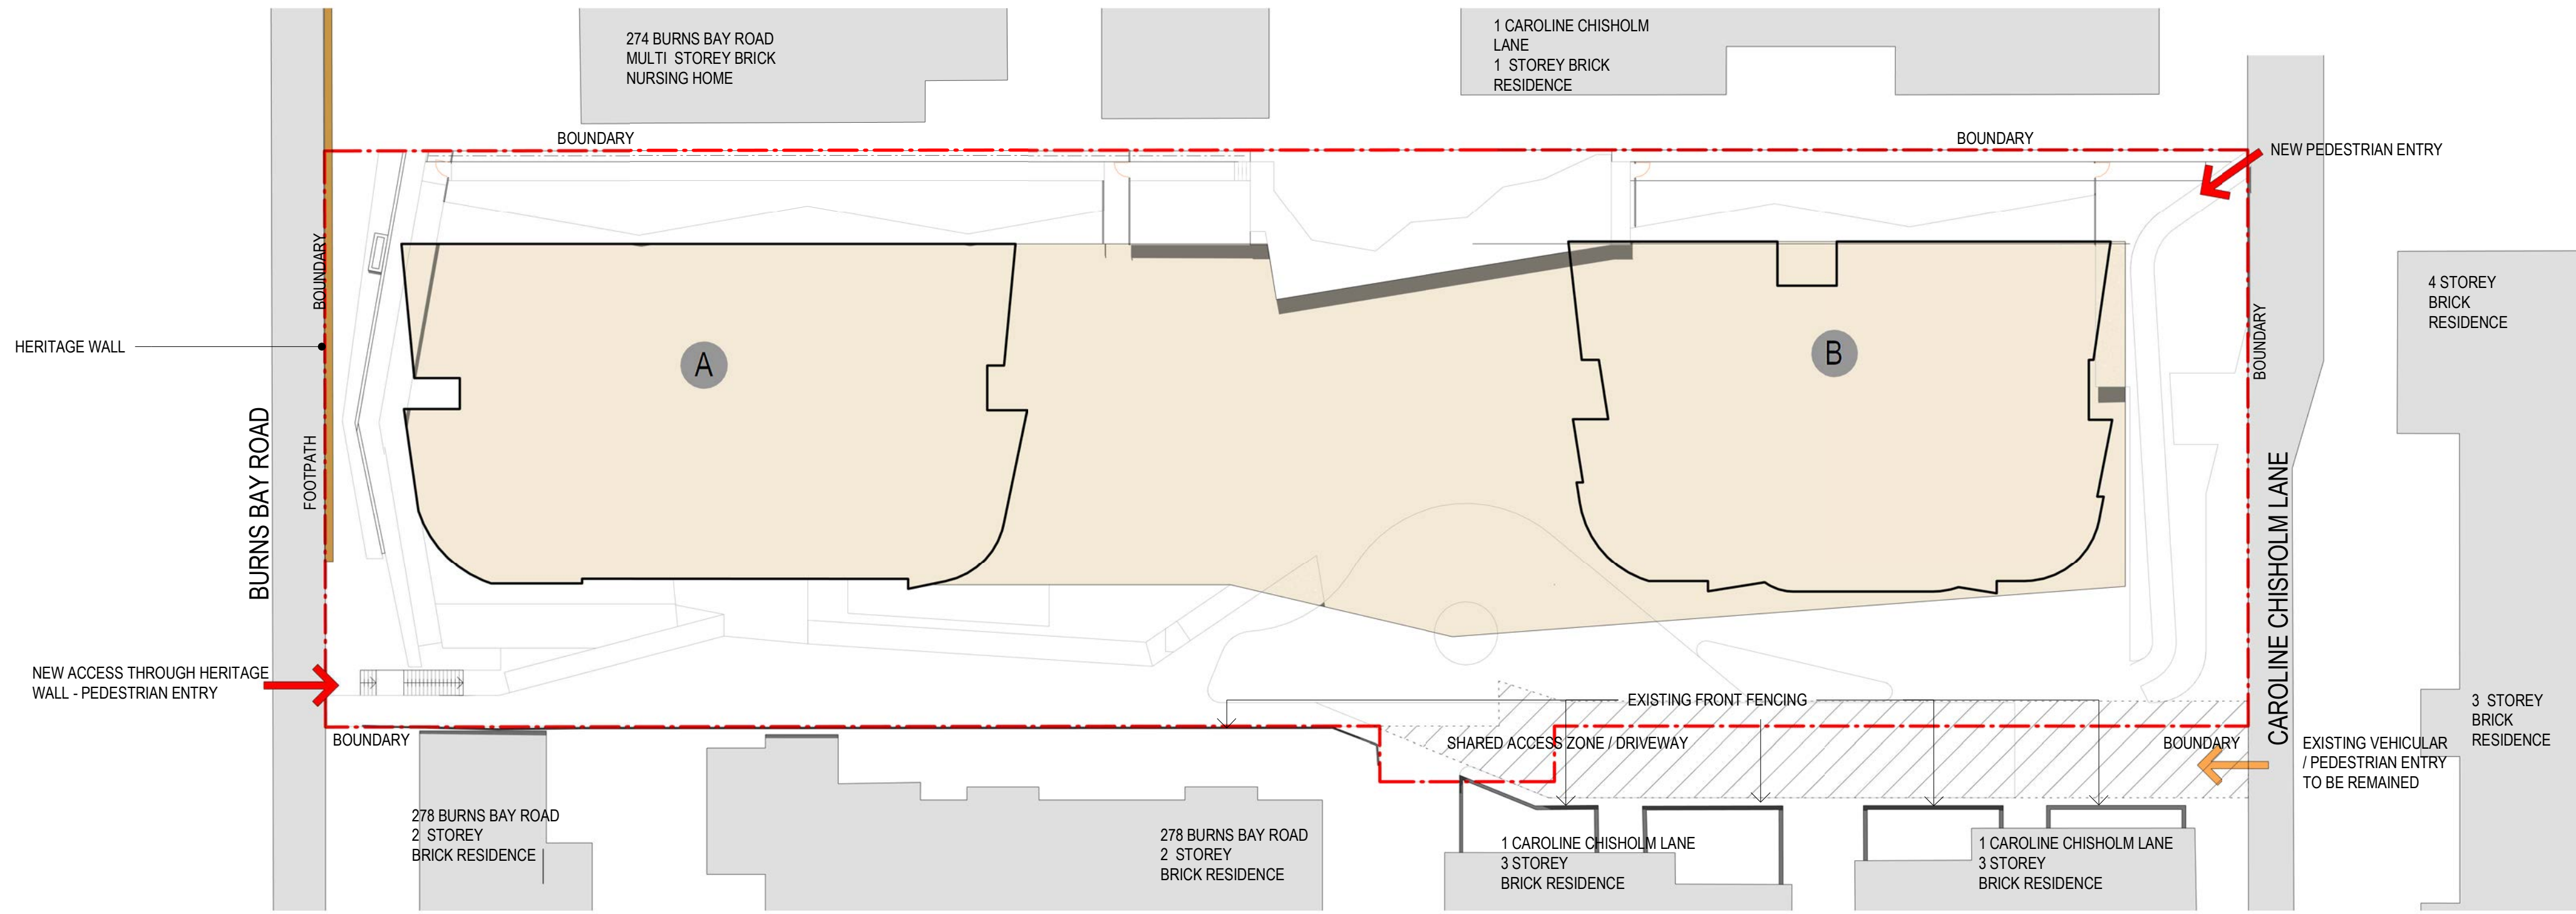 274 BURNS BAY ROAD
MULTI STOREY BRICK
NURSING HOME
1 CAROLINE CHISHOLM
LANE
1 STOREY BRICK
RESIDENCE
BOUNDARY
BOUNDARY
NEW PEDESTRIAN ENTRY
BOUNDARY
HERITAGE WALL
A
B
BOUNDARY
4 STOREY
BRICK
RESIDENCE
BURNS BAY ROAD
FOOTPATH
CAROLINE CHISHOLM LANE
NEW ACCESS THROUGH HERITAGE
WALL - PEDESTRIAN ENTRY
EXISTING FRONT FENCING
BOUNDARY
SHARED ACCESS ZONE / DRIVEWAY
BOUNDARY
EXISTING VEHICULAR
/ PEDESTRIAN ENTRY
TO BE REMAINED
3 STOREY
BRICK
RESIDENCE
278 BURNS BAY ROAD
2 STOREY
BRICK RESIDENCE
278 BURNS BAY ROAD
2 STOREY
BRICK RESIDENCE
1 CAROLINE CHISHOLM LANE
3 STOREY
BRICK RESIDENCE
1 CAROLINE CHISHOLM LANE
3 STOREY
BRICK RESIDENCE